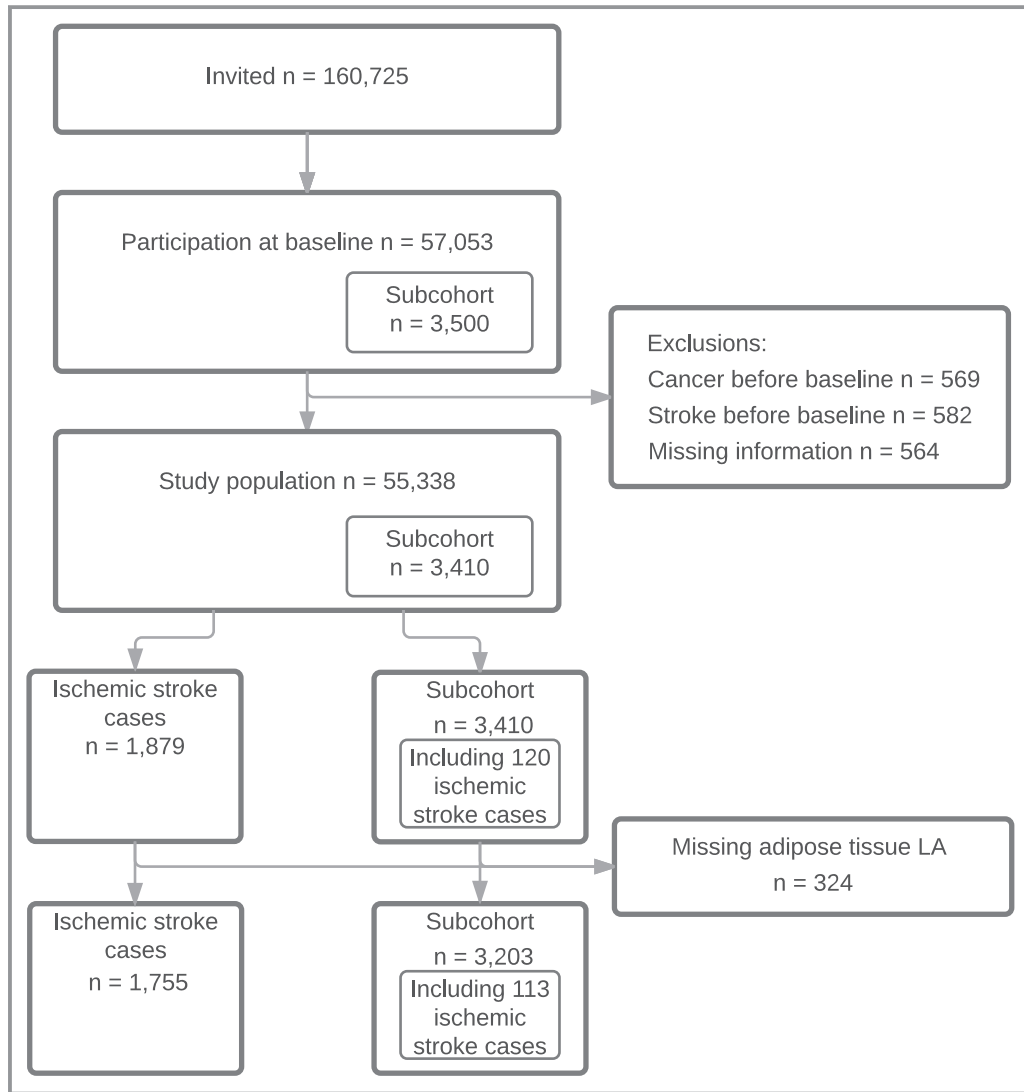 Invited n = 160,725
Participation at baseline n = 57,053
Subcohort
n = 3,500
Exclusions:
Cancer before baseline n = 569
Stroke before baseline n = 582
Missing information n = 564
Study population n = 55,338
Subcohort
n = 3,410
Ischemic stroke
cases
n = 1,879
Subcohort
n = 3,410
Including 120
ischemic
stroke cases
Missing adipose tissue LA
n = 324
Ischemic stroke
cases
n = 1,755
Subcohort
n = 3,203
Including 113
ischemic
stroke cases